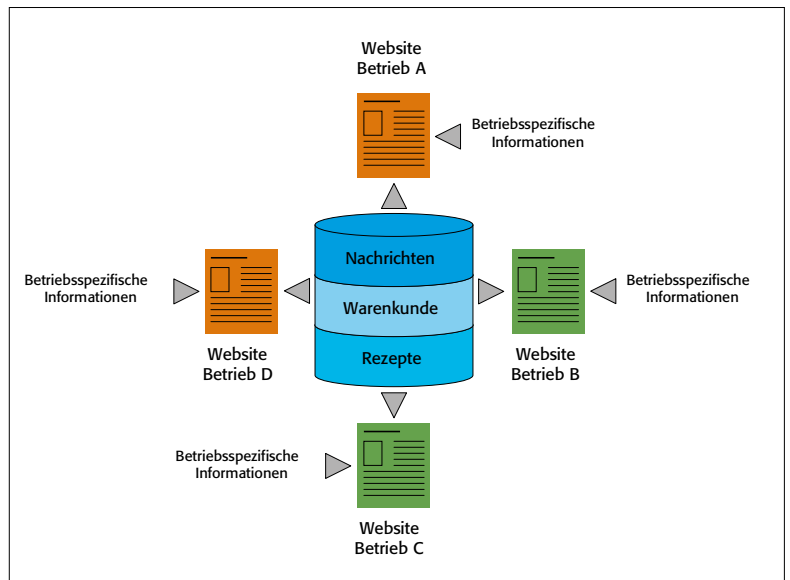 Website
Betrieb A
Betriebsspezifische
Informationen
Nachrichten
Warenkunde
Rezepte
Betriebsspezifische
Informationen
Website
Betrieb D
Betriebsspezifische
Informationen
Website
Betrieb B
Betriebsspezifische
Informationen
Website
Betrieb C